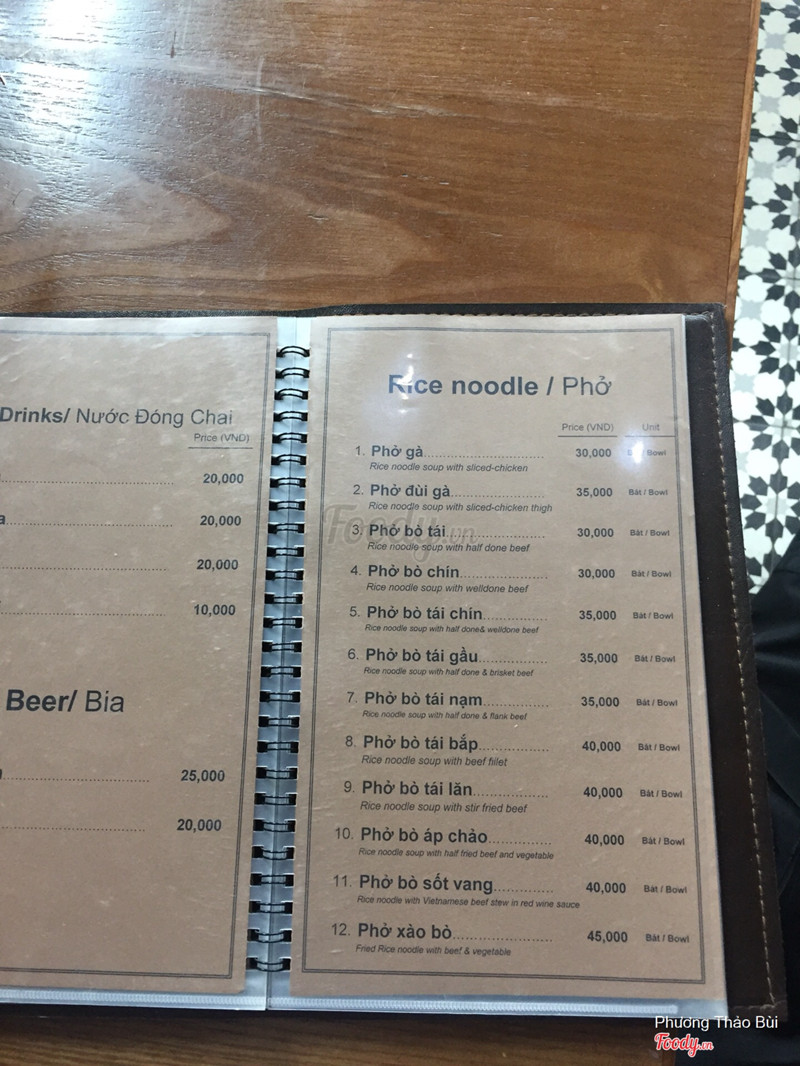 Drinks/ Nước Đóng Chai
Price (VND)
20,000
20,000
20,000
10,000
Beer/ Bia
25,000
20,000
Rice noodle / Phở
Price (VND) Unit
1. Phở gà 30,000 Bowl
Rice noodle soup with sliced-chicken
2. Phở đùi gà 35,000 Bát / Bowl
Rice noodle soup with sliced-chicken thigh
3. Phở bò tái 30,000 Bát / Bowl
Rice noodle soup with half done beef
4. Phở bò chín 30,000 Bát / Bowl
Rice noodle soup with welldone beef
5. Phở bò tái chín 35,000 Bát / Bowl
Rice noodle soup with half done& welldone beef
6. Phở bò tái gầu 35,000 Bát / Bowl
Rice noodle soup with half done & brisket beef
7. Phở bò tái nạm 35,000 Bát / Bowl
Rice noodle soup with half done & flank beef
8. Phở bò tái bắp 40,000 Bát / Bowl
Rice noodle soup with beef fillet
9. Phở bò tái lăn 40,000 Bát / Bowl
Rice noodle soup with stir fried beef
10. Phở bò áp chảo 40,000 Bát / Bowl
Rice noodle soup with half fried beef and vegetable
11. Phở bò sốt vang 40,000 Bát / Bowl
Rice noodle with Vietnamese beef stew in red wine sauce
12. Phở xào bò 45,000 Bát / Bowl
Fried Rice noodle with beef & vegetable
Foody.vn
Phương Thảo Bùi
Foody.vn